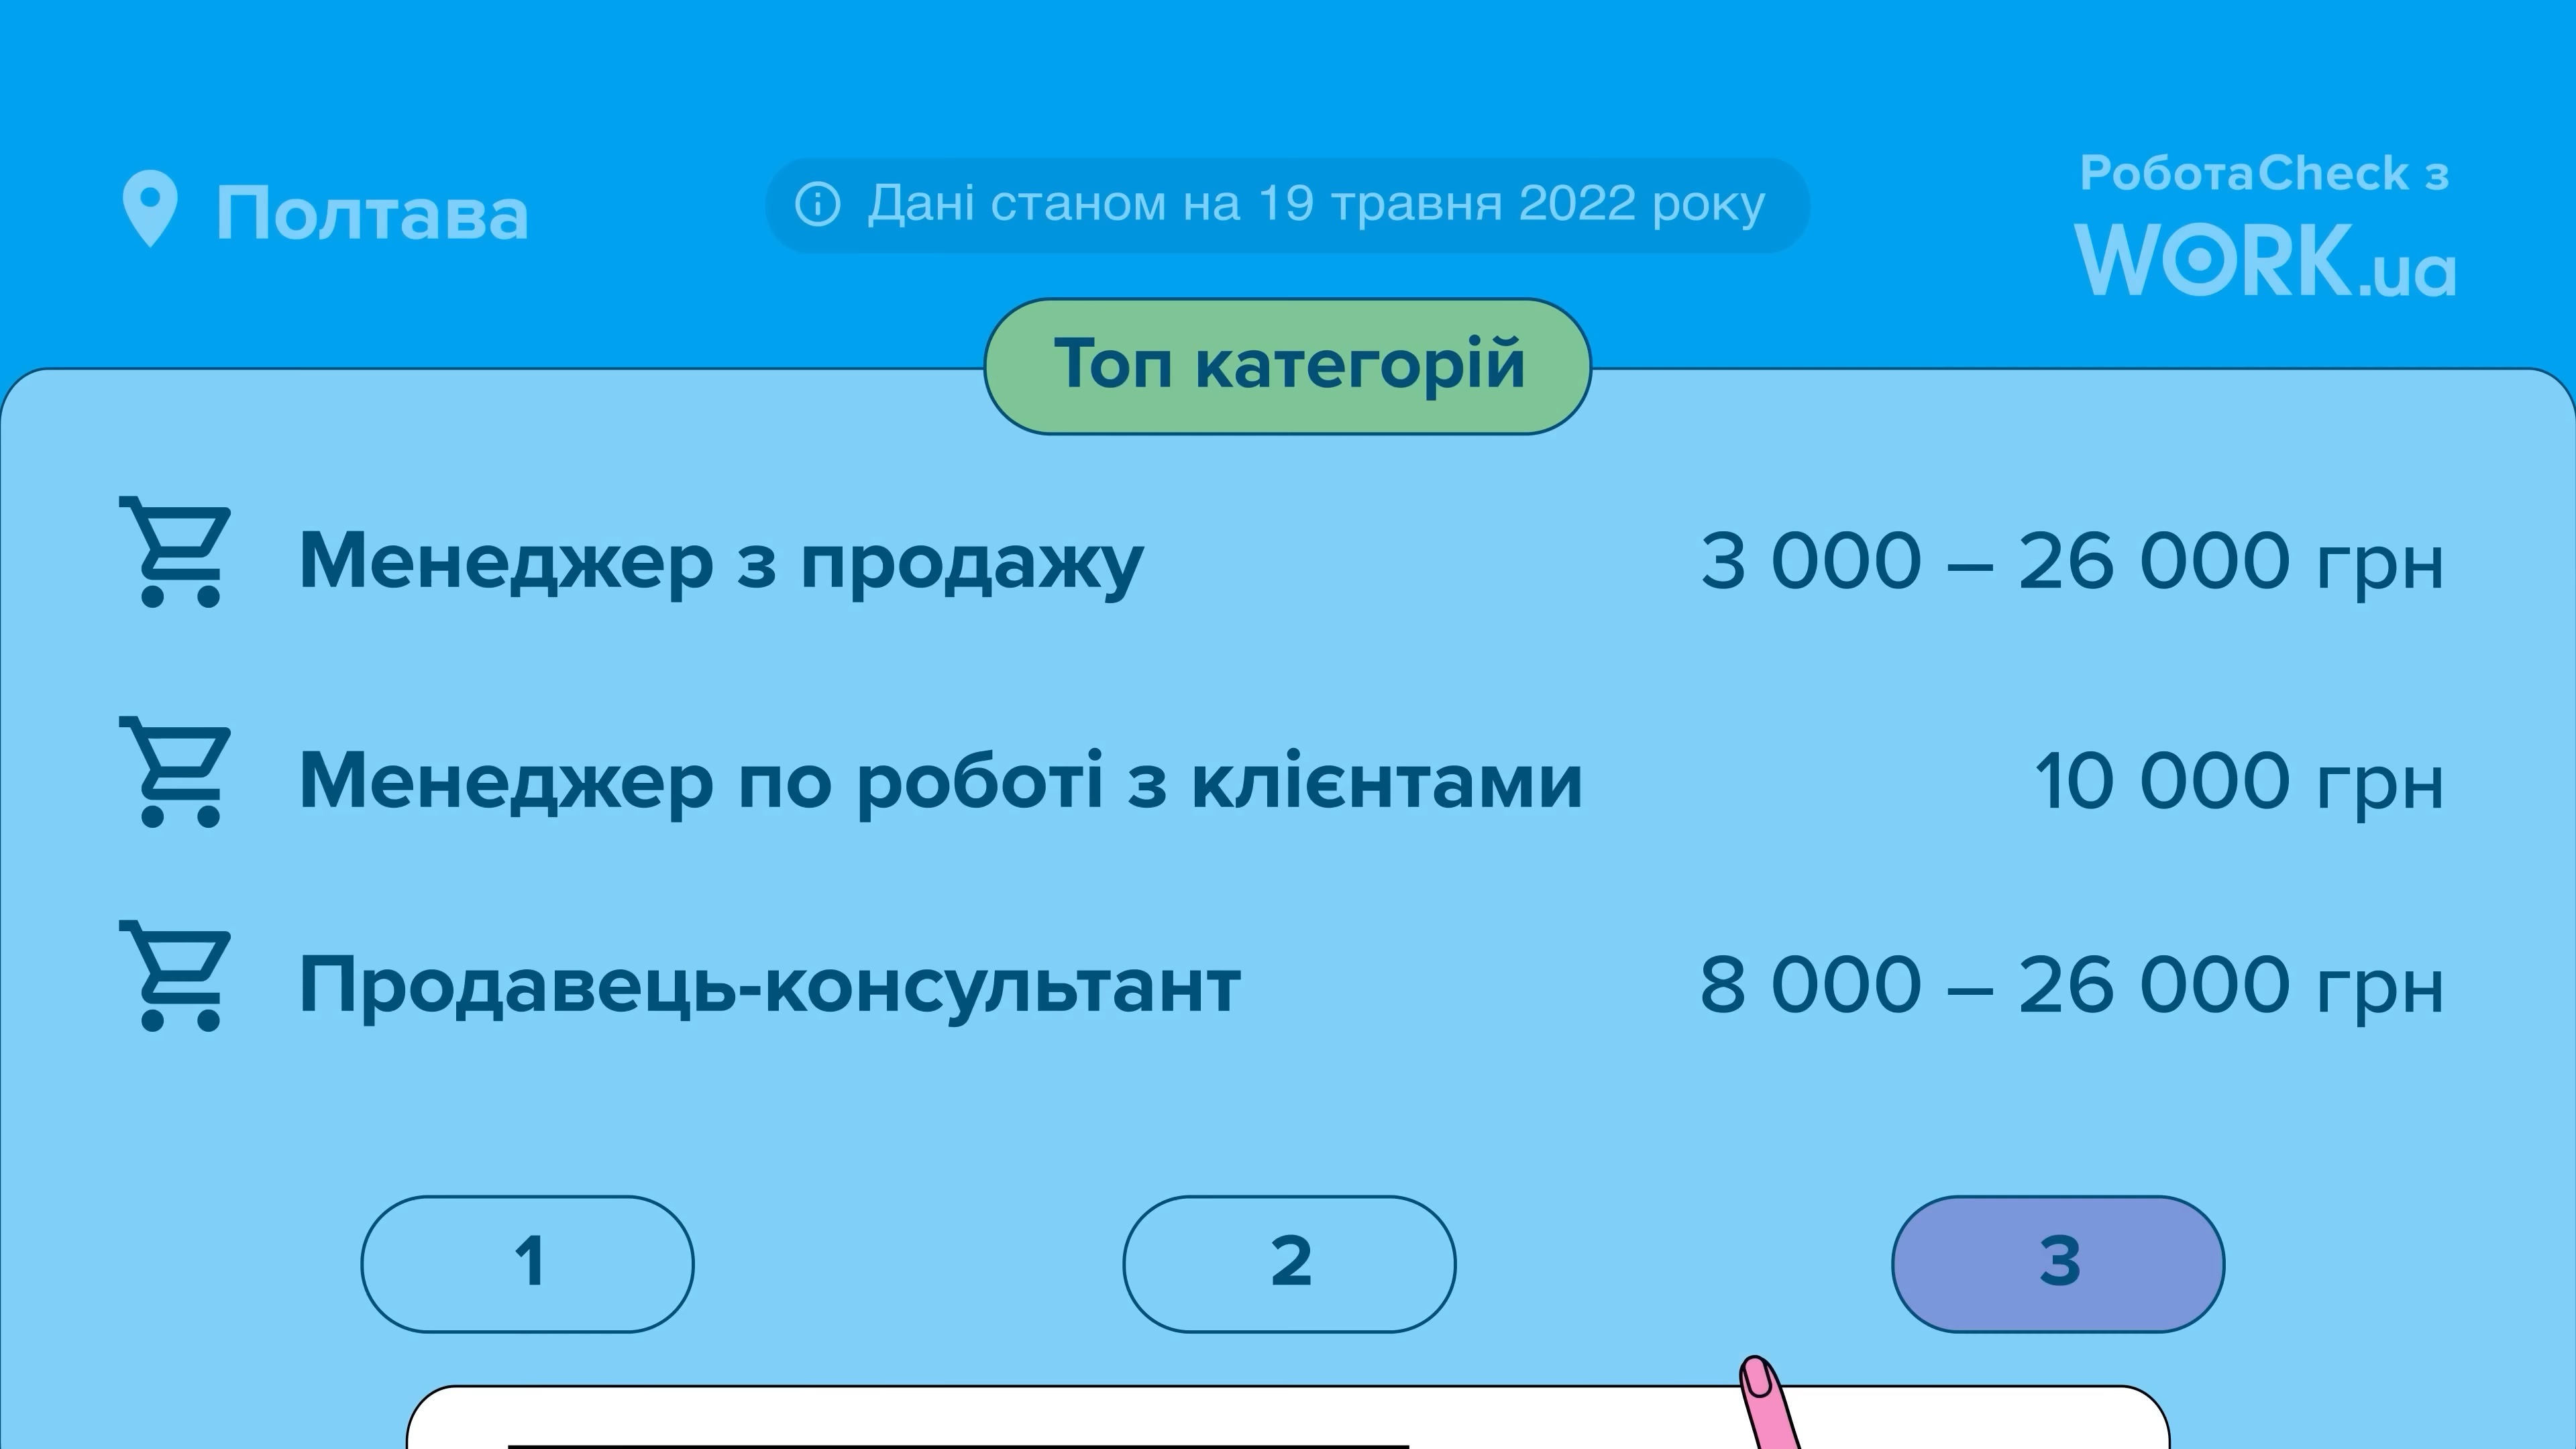 Полтава
Дані станом на 19 травня 2022 року
РоботаCheck з
WORK.ua
Топ категорій
Менеджер з продажу 3 000 – 26 000 грн
Менеджер по роботі з клієнтами 10 000 грн
Продавець-консультант 8 000 – 26 000 грн
1 2 3